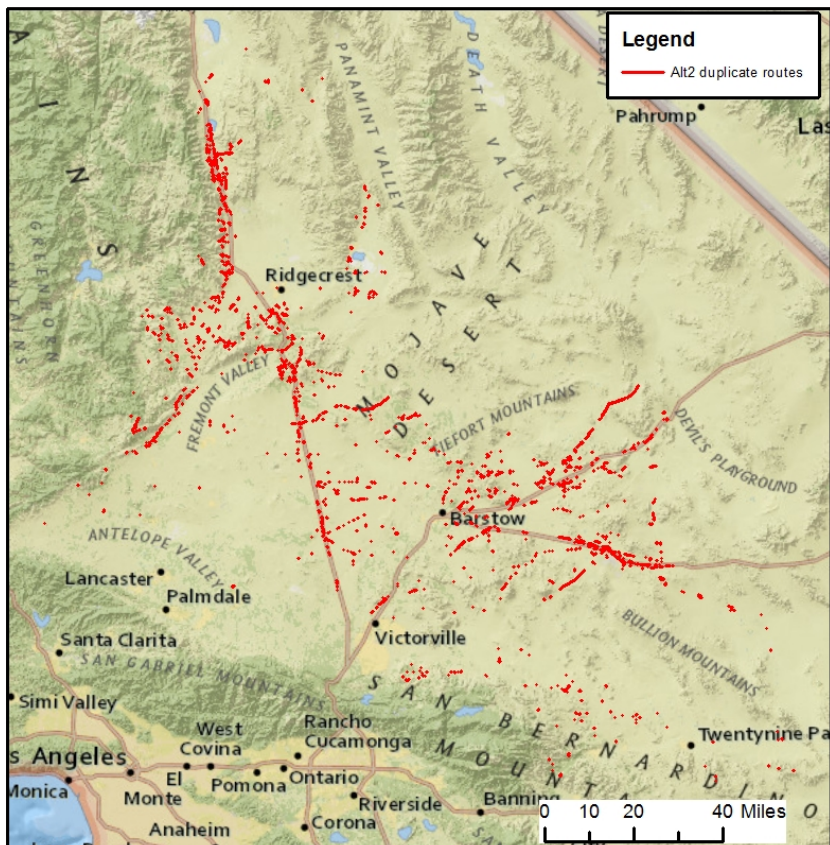 Legend
Alt2 duplicate routes
Pahrump
Las
A
I
N
S
PANAMINT VALLEY
DEATH VALLEY
GREENHORN
MOUNTAINS
Ridgecrest
MOJAVE
DESERT
FREMONT VALLEY
TIEFORT MOUNTAINS
DEVIL'S PLAYGROUND
Barstow
ANTELOPE VALLEY
Lancaster
Palmdale
Victorville
BULLION MOUNTAINS
Santa Clarita
SAN GABRIEL MOUNTAINS
Simi Valley
SAN BERNARDINO
MOUNTA
Twentynine Pa
West
Covina
Rancho
Cucamonga
s Angeles
El
Monte
Pomona
Ontario
Monica
Riverside
Banning
Anaheim
Corona
0 10 20 40 Miles